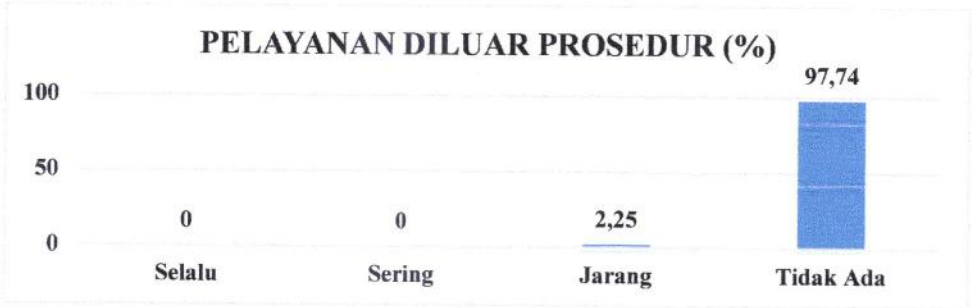 PELAYANAN DILUAR PROSEDUR (%)
97,74
100
50
0 0 2,25
0
Selalu Sering Jarang Tidak Ada